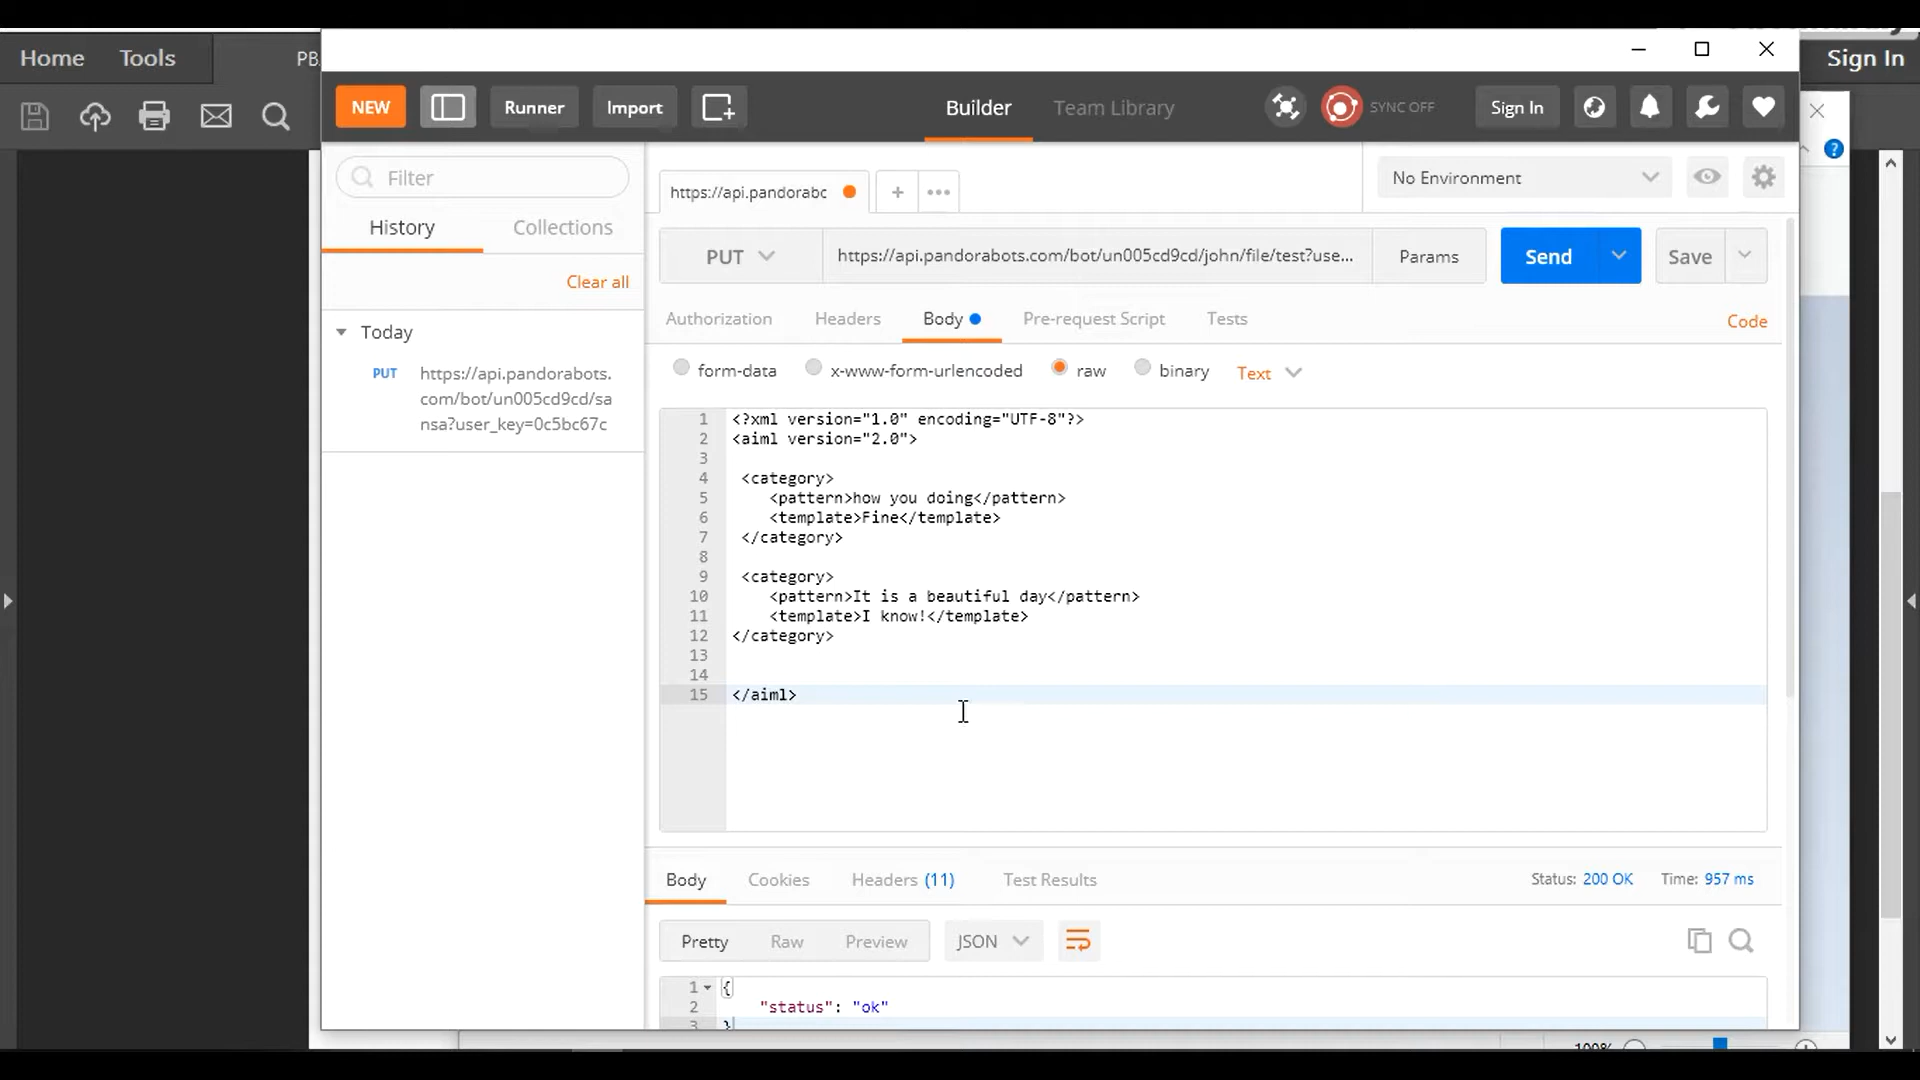 Home Tools PB
Sign In
NEW Runner Import Builder Team Library SYNC OFF Sign In
Filter
https://api.pandorabc
No Environment
History Collections
PUT https://api.pandorabots.com/bot/un005cd9cd/john/file/test?use... Params Send Save
Clear all
Authorization Headers Body Pre-request Script Tests Code
Today
PUT https://api.pandorabots.
com/bot/un005cd9cd/sa
nsa?user_key=0c5bc67c
form-data x-www-form-urlencoded raw binary Text
1 <?xml version="1.0" encoding="UTF-8"?>
2 <aiml version="2.0">
3
4 <category>
5 <pattern>how you doing</pattern>
6 <template>Fine</template>
7 </category>
8
9 <category>
10 <pattern>It is a beautiful day</pattern>
11 <template>I know!</template>
12 </category>
13
14
15 </aiml>
Body Cookies Headers (11) Test Results Status: 200 OK Time: 957 ms
Pretty Raw Preview JSON
1 {
2 "status": "ok"
3 }
100%